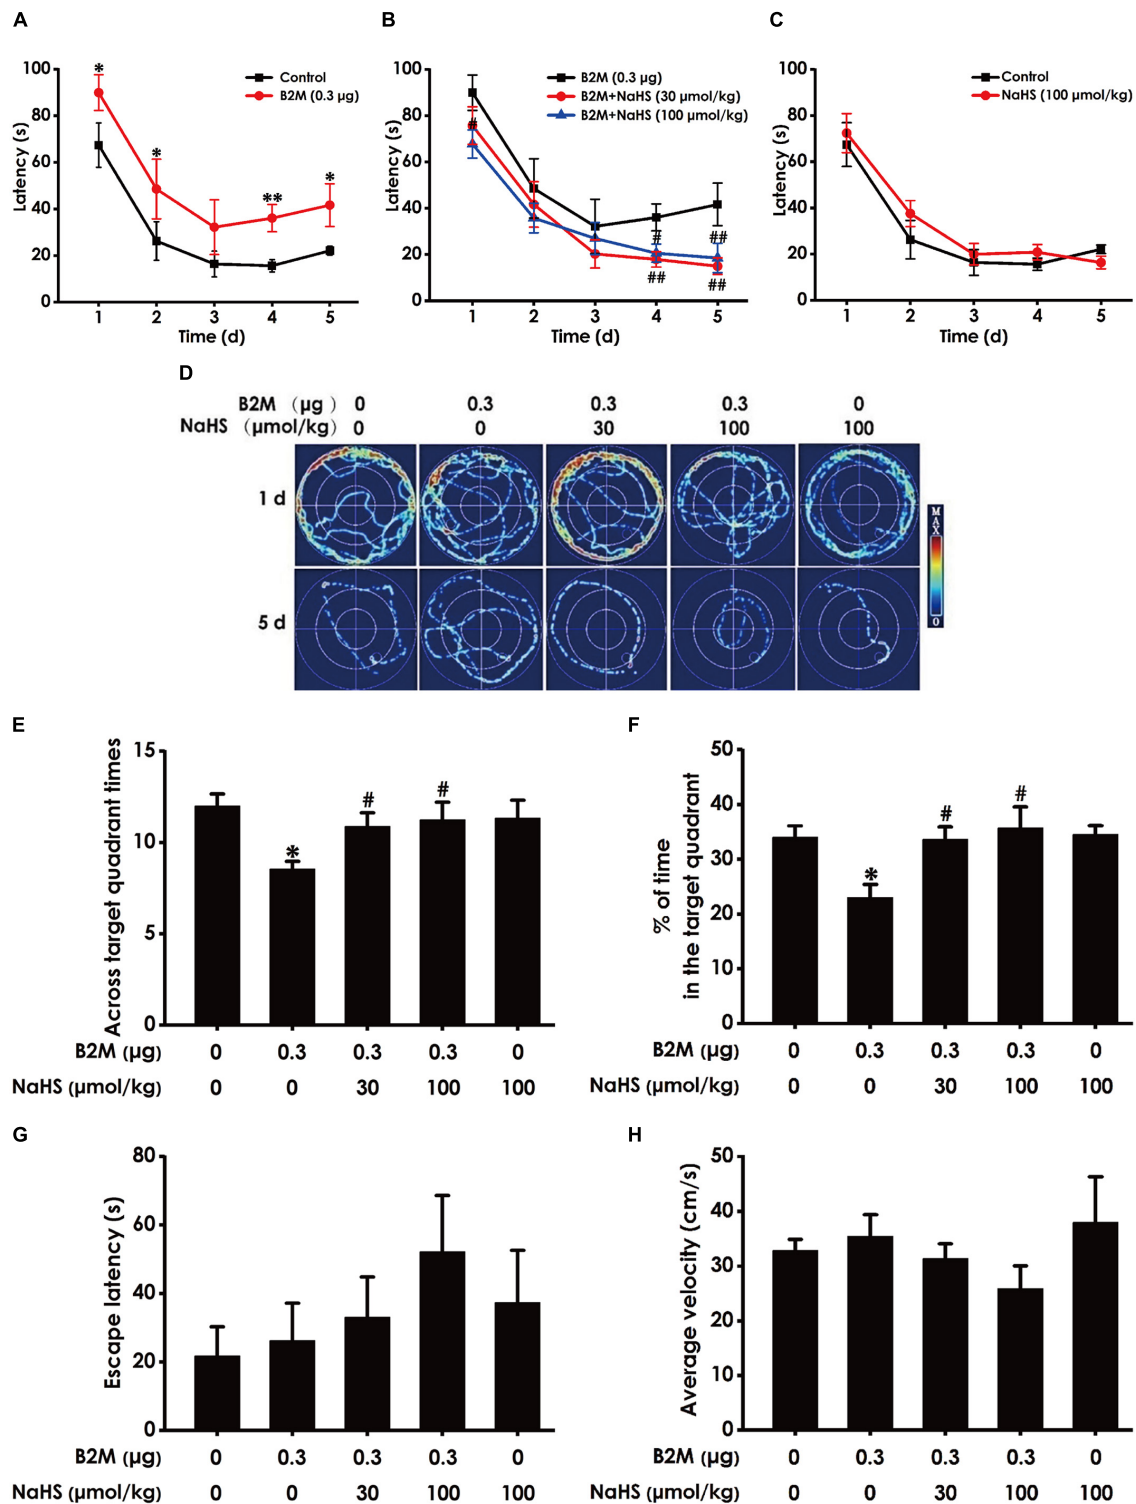 A
B
C
100
80
60
40
20
0
Latency (s)
Control
B2M (0.3 µg)
*
*
**
*
1 2 3 4 5
Time (d)
100
80
60
40
20
0
Latency (s)
B2M (0.3 µg)
B2M+NaHS (30 µmol/kg)
B2M+NaHS (100 µmol/kg)
#
#
##
##
##
1 2 3 4 5
Time (d)
100
80
60
40
20
0
Latency (s)
Control
NaHS (100 µmol/kg)
1 2 3 4 5
Time (d)
D
B2M (µg) 0 0.3 0.3 0.3 0
NaHS (µmol/kg) 0 0 30 100 100
1 d
5 d
MAX
0
E
15
10
5
0
Across target quadrant times
*
#
#
B2M (µg) 0 0.3 0.3 0.3 0
NaHS (µmol/kg) 0 0 30 100 100
F
50
40
30
20
10
0
% of time
in the target quadrant
*
#
#
B2M (µg) 0 0.3 0.3 0.3 0
NaHS (µmol/kg) 0 0 30 100 100
G
80
60
40
20
0
Escape latency (s)
B2M (µg) 0 0.3 0.3 0.3 0
NaHS (µmol/kg) 0 0 30 100 100
H
50
40
30
20
10
0
Average velocity (cm/s)
B2M (µg) 0 0.3 0.3 0.3 0
NaHS (µmol/kg) 0 0 30 100 100